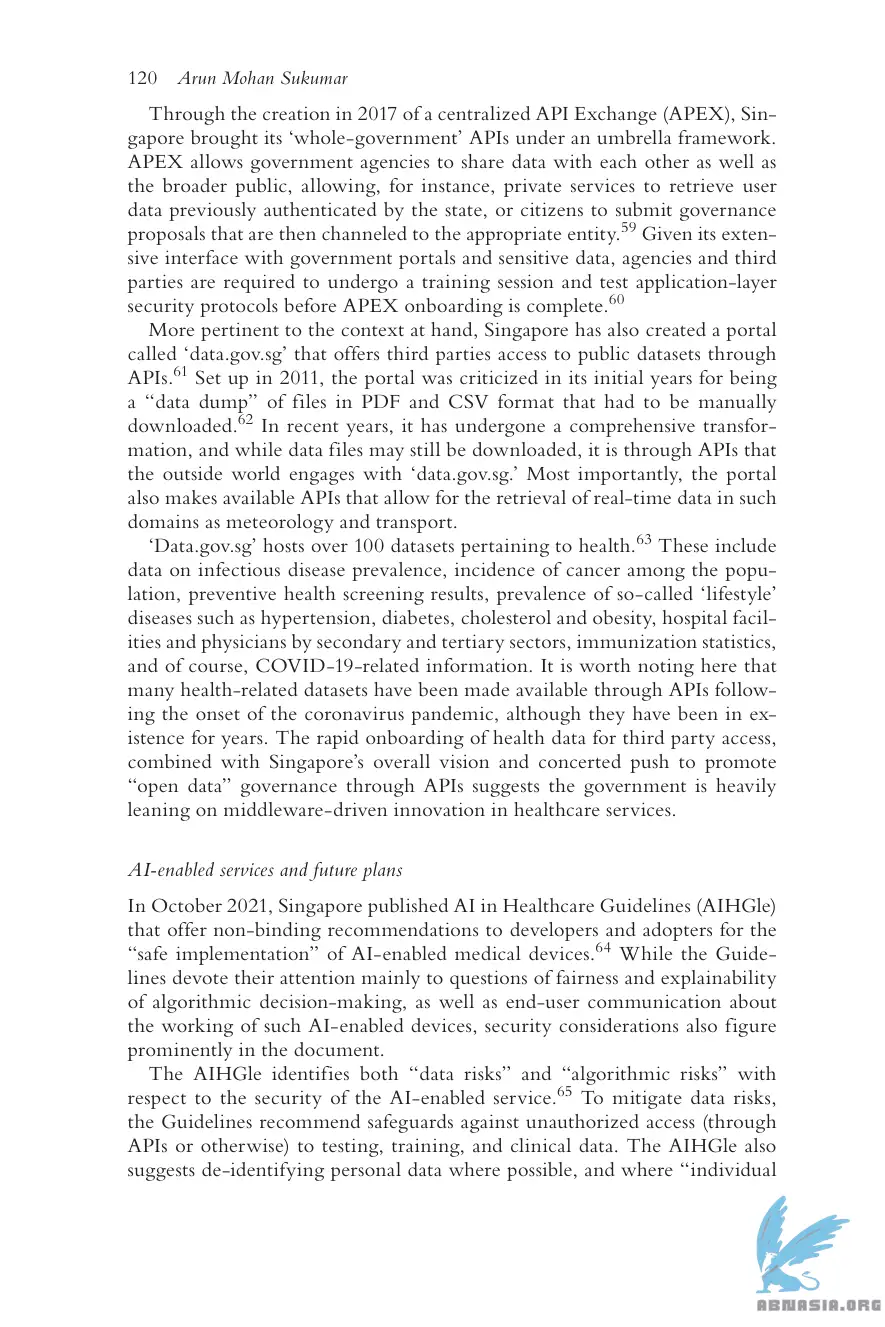 120 Arun Mohan Sukumar
Through the creation in 2017 of a centralized API Exchange (APEX), Sin-
gapore brought its ‘whole-government’ APIs under an umbrella framework.
APEX allows government agencies to share data with each other as well as
the broader public, allowing, for instance, private services to retrieve user
data previously authenticated by the state, or citizens to submit governance
proposals that are then channeled to the appropriate entity.59 Given its exten-
sive interface with government portals and sensitive data, agencies and third
parties are required to undergo a training session and test application-layer
security protocols before APEX onboarding is complete.60
More pertinent to the context at hand, Singapore has also created a portal
called ‘data.gov.sg’ that offers third parties access to public datasets through
APIs.61 Set up in 2011, the portal was criticized in its initial years for being
a “data dump” of files in PDF and CSV format that had to be manually
downloaded.62 In recent years, it has undergone a comprehensive transfor-
mation, and while data files may still be downloaded, it is through APIs that
the outside world engages with ‘data.gov.sg.’ Most importantly, the portal
also makes available APIs that allow for the retrieval of real-time data in such
domains as meteorology and transport.
‘Data.gov.sg’ hosts over 100 datasets pertaining to health.63 These include
data on infectious disease prevalence, incidence of cancer among the popu-
lation, preventive health screening results, prevalence of so-called ‘lifestyle’
diseases such as hypertension, diabetes, cholesterol and obesity, hospital facil-
ities and physicians by secondary and tertiary sectors, immunization statistics,
and of course, COVID-19-related information. It is worth noting here that
many health-related datasets have been made available through APIs follow-
ing the onset of the coronavirus pandemic, although they have been in ex-
istence for years. The rapid onboarding of health data for third party access,
combined with Singapore’s overall vision and concerted push to promote
“open data” governance through APIs suggests the government is heavily
leaning on middleware-driven innovation in healthcare services.
AI-enabled services and future plans
In October 2021, Singapore published AI in Healthcare Guidelines (AIHGle)
that offer non-binding recommendations to developers and adopters for the
“safe implementation” of AI-enabled medical devices.64 While the Guide-
lines devote their attention mainly to questions of fairness and explainability
of algorithmic decision-making, as well as end-user communication about
the working of such AI-enabled devices, security considerations also figure
prominently in the document.
The AIHGle identifies both “data risks” and “algorithmic risks” with
respect to the security of the AI-enabled service.65 To mitigate data risks,
the Guidelines recommend safeguards against unauthorized access (through
APIs or otherwise) to testing, training, and clinical data. The AIHGle also
suggests de-identifying personal data where possible, and where “individual
ABNASIA.ORG